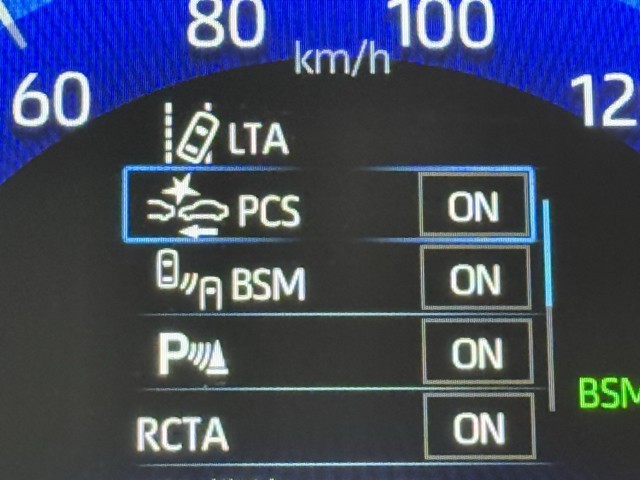 80 100
km/h
60 12
LTA
PCS ON
BSM ON
P ON
BSM
RCTA ON